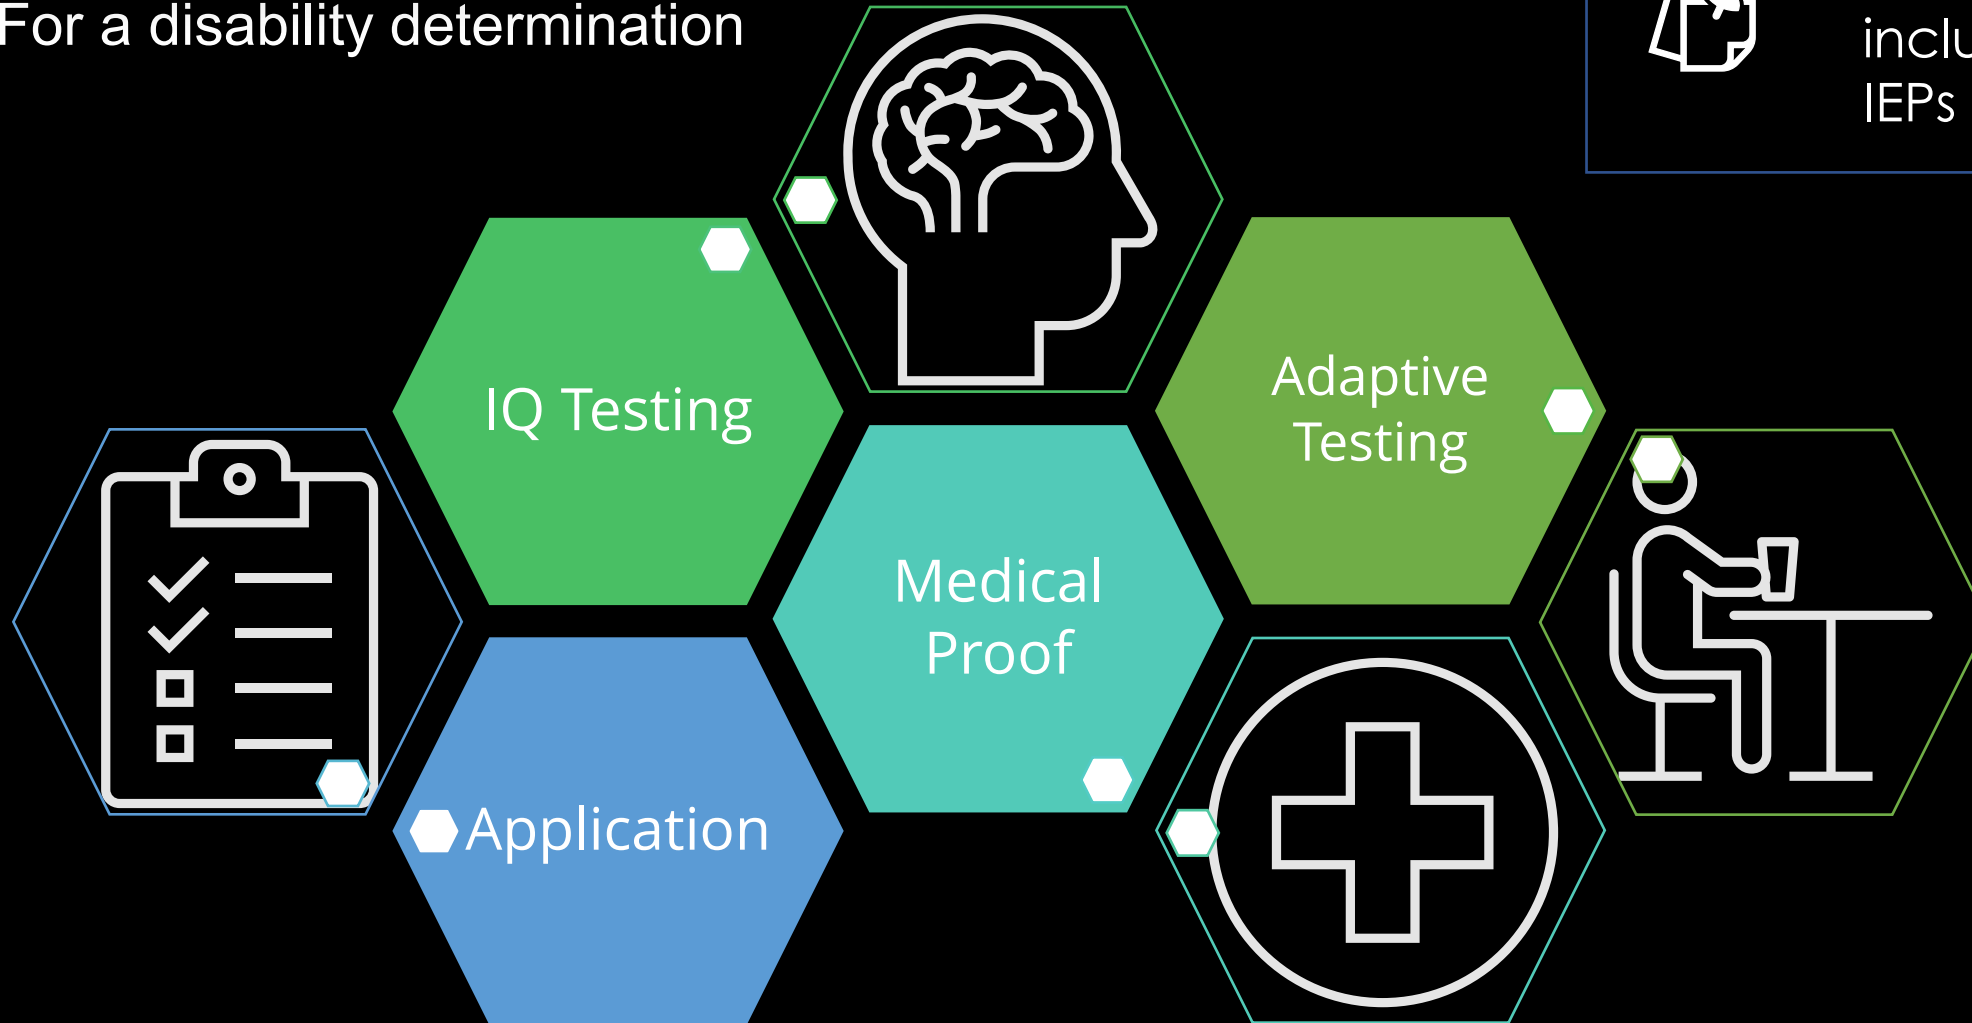 For a disability determination
IEPs
IQ Testing
Adaptive
Testing
Medical
Proof
Application